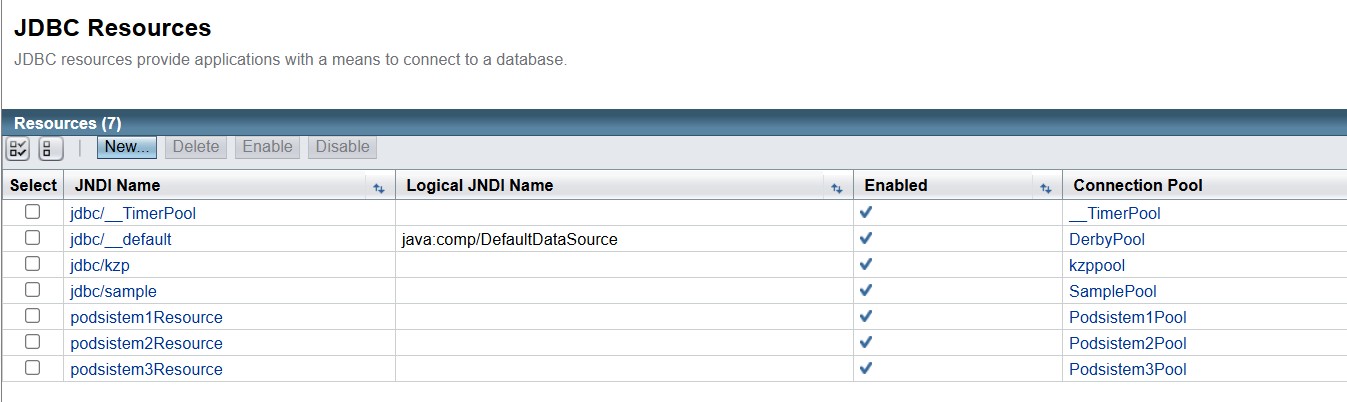 JDBC Resources
JDBC resources provide applications with a means to connect to a database.
Resources (7)
New... Delete Enable Disable
Select JNDI Name Logical JNDI Name Enabled Connection Pool
jdbc/__TimerPool __TimerPool
jdbc/__default java:comp/DefaultDataSource DerbyPool
jdbc/kzp kzppool
jdbc/sample SamplePool
podsistem1Resource Podsistem1Pool
podsistem2Resource Podsistem2Pool
podsistem3Resource Podsistem3Pool